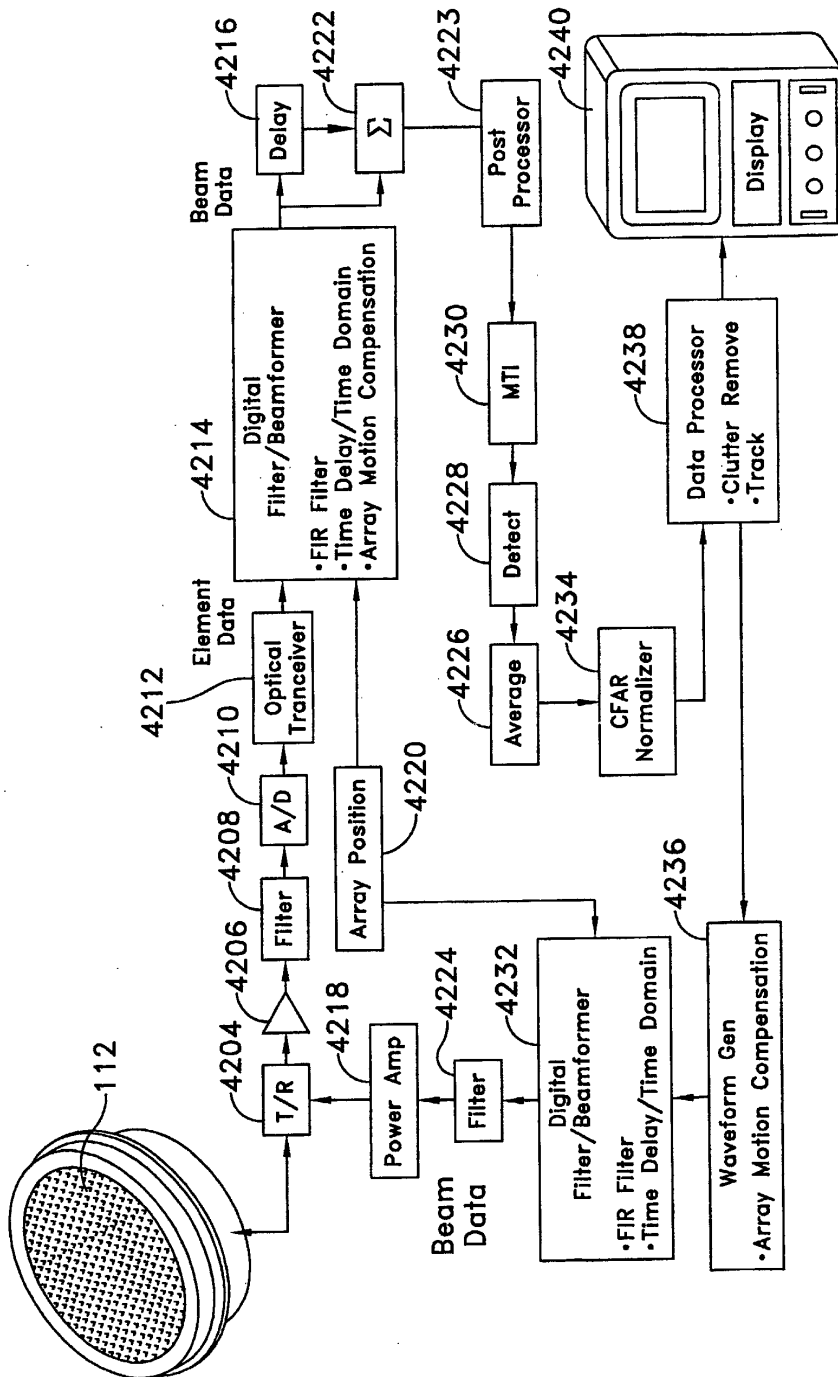 112
4204
T/R
4206
4208
Filter
4210
A/D
4212
Optical
Tranceiver
Element
Data
4214
Digital
Filter/Beamformer
•FIR Filter
•Time Delay/Time Domain
•Array Motion Compensation
Beam
Data
4216
Delay
4222
Σ
4223
Post
Processor
4220
Array Position
4230
MTI
4228
Detect
4226
Average
4234
CFAR
Normalizer
4238
Data Processor
•Clutter Remove
•Track
4240
Display
4218
Power Amp
4224
Filter
Beam
Data
4232
Digital
Filter/Beamformer
•FIR Filter
•Time Delay/Time Domain
4236
Waveform Gen
•Array Motion Compensation